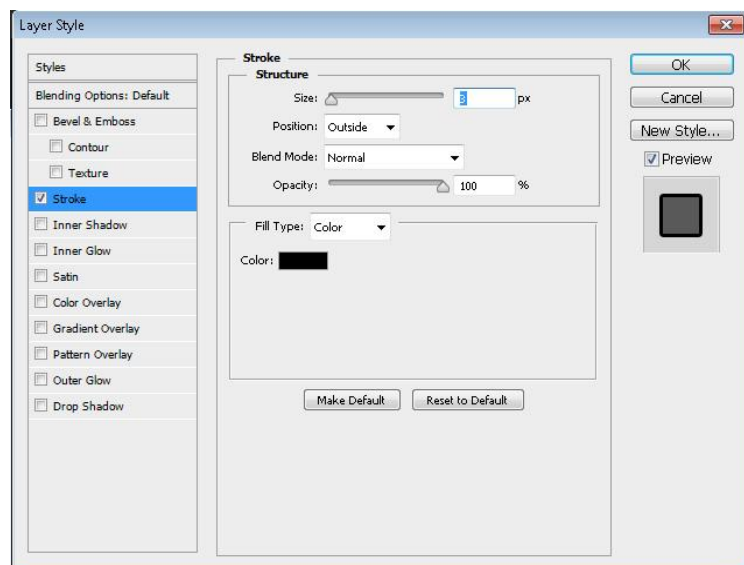 Layer Style
Styles
Blending Options: Default
Bevel & Emboss
Contour
Texture
Stroke
Inner Shadow
Inner Glow
Satin
Color Overlay
Gradient Overlay
Pattern Overlay
Outer Glow
Drop Shadow
Stroke
Structure
Size: 3 px
Position: Outside
Blend Mode: Normal
Opacity: 100 %
Fill Type: Color
Color:
Make Default Reset to Default
OK
Cancel
New Style...
Preview